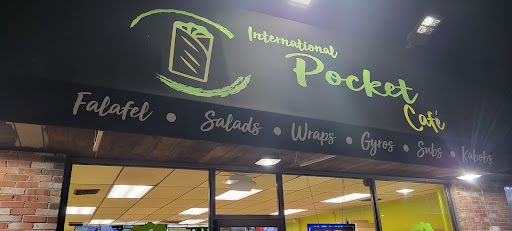 International
Pocket
Café
Falafel • Salads • Wraps • Gyros • Subs • Kabobs